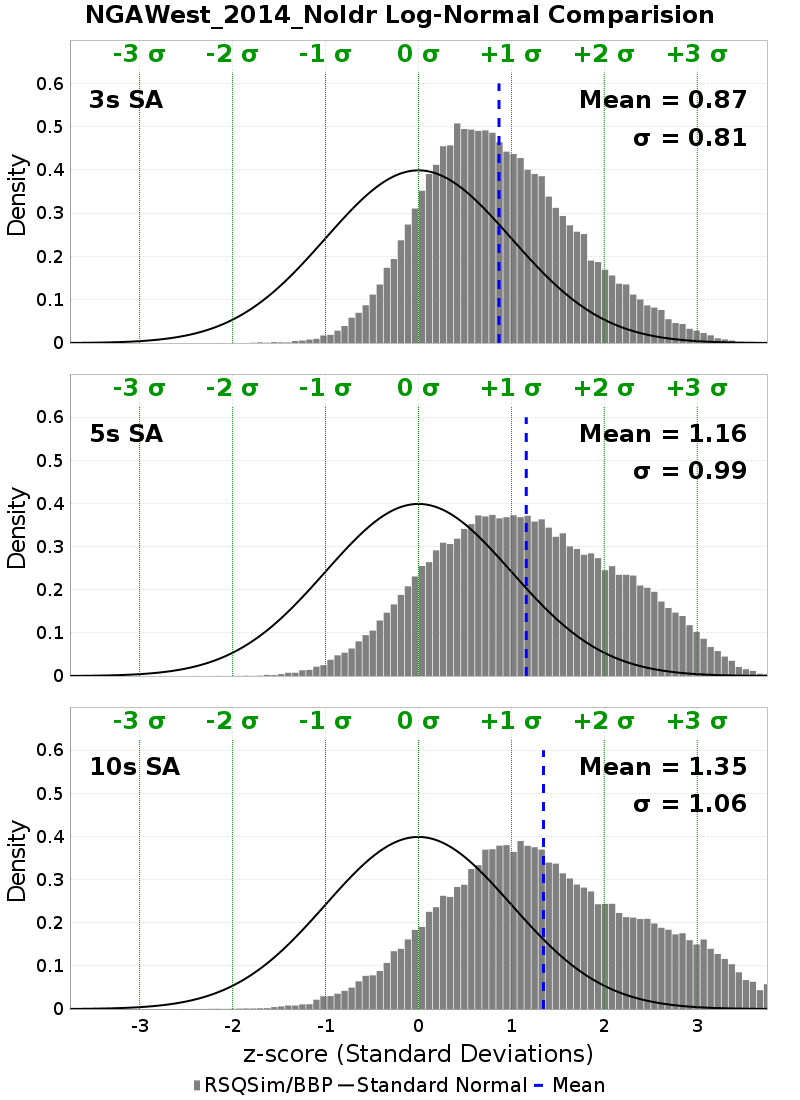 NGAWest_2014_NoIdr Log-Normal Comparision
-3 σ -2 σ -1 σ 0 σ +1 σ +2 σ +3 σ
3s SA
Mean = 0.87
σ = 0.81
Density
0.6
0.5
0.4
0.3
0.2
0.1
0
-3 σ -2 σ -1 σ 0 σ +1 σ +2 σ +3 σ
5s SA
Mean = 1.16
σ = 0.99
Density
0.6
0.5
0.4
0.3
0.2
0.1
0
-3 σ -2 σ -1 σ 0 σ +1 σ +2 σ +3 σ
10s SA
Mean = 1.35
σ = 1.06
Density
0.6
0.5
0.4
0.3
0.2
0.1
0
-3 -2 -1 0 1 2 3
z-score (Standard Deviations)
RSQSim/BBP Standard Normal Mean